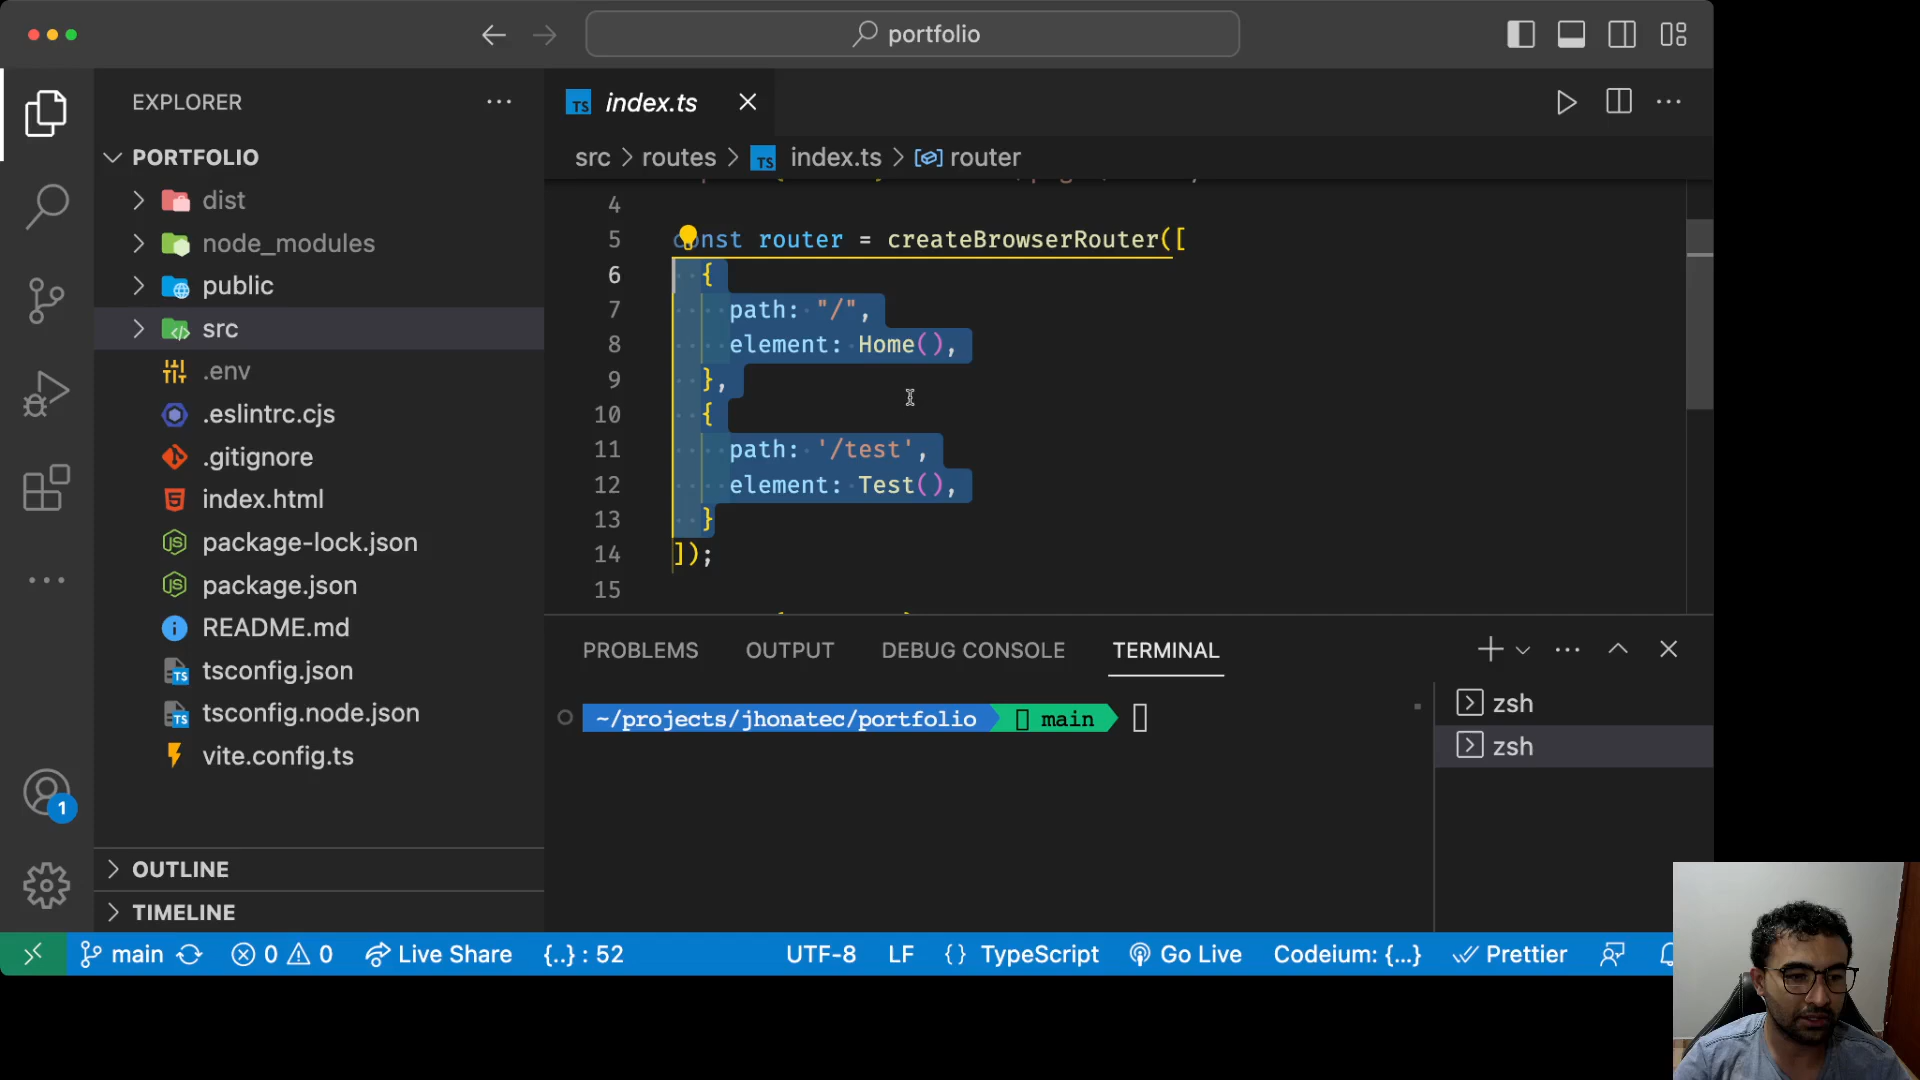 portfolio
EXPLORER
PORTFOLIO
dist
node_modules
public
src
.env
.eslintrc.cjs
.gitignore
index.html
package-lock.json
package.json
README.md
tsconfig.json
tsconfig.node.json
vite.config.ts
OUTLINE
TIMELINE
TS index.ts
src > routes > TS index.ts > router
4
5 const router = createBrowserRouter([
6 {
7 path: "/",
8 element: Home(),
9 },
10 {
11 path: '/test',
12 element: Test(),
13 }
14 ]);
15
PROBLEMS OUTPUT DEBUG CONSOLE TERMINAL
~/projects/jhonatec/portfolio main
zsh
zsh
1
main 0 0 Live Share {..} : 52 UTF-8 LF {} TypeScript Go Live Codeium: {...} Prettier